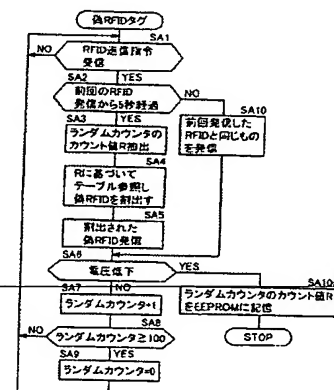 偽RFIDタグ
SA1
NO
RFID送信指令
受信
SA2
YES
前回のRFID
発信から5秒経過
NO
SA3
YES
SA10
ランダムカウンタの
カウント値R抽出
前回発信した
RFIDと同じもの
を発信
SA4
Rに基づいて
テーブル参照し
偽RFIDを割出す
SA5
割出された
偽RFID発信
SA6
電圧低下
YES
SA7
NO
SA10
ランダムカウンタ+1
ランダムカウンタのカウント値R
をEEPROMに記憶
SA8
NO
ランダムカウンタ≧100
STOP
SA9
YES
ランダムカウンタ=0